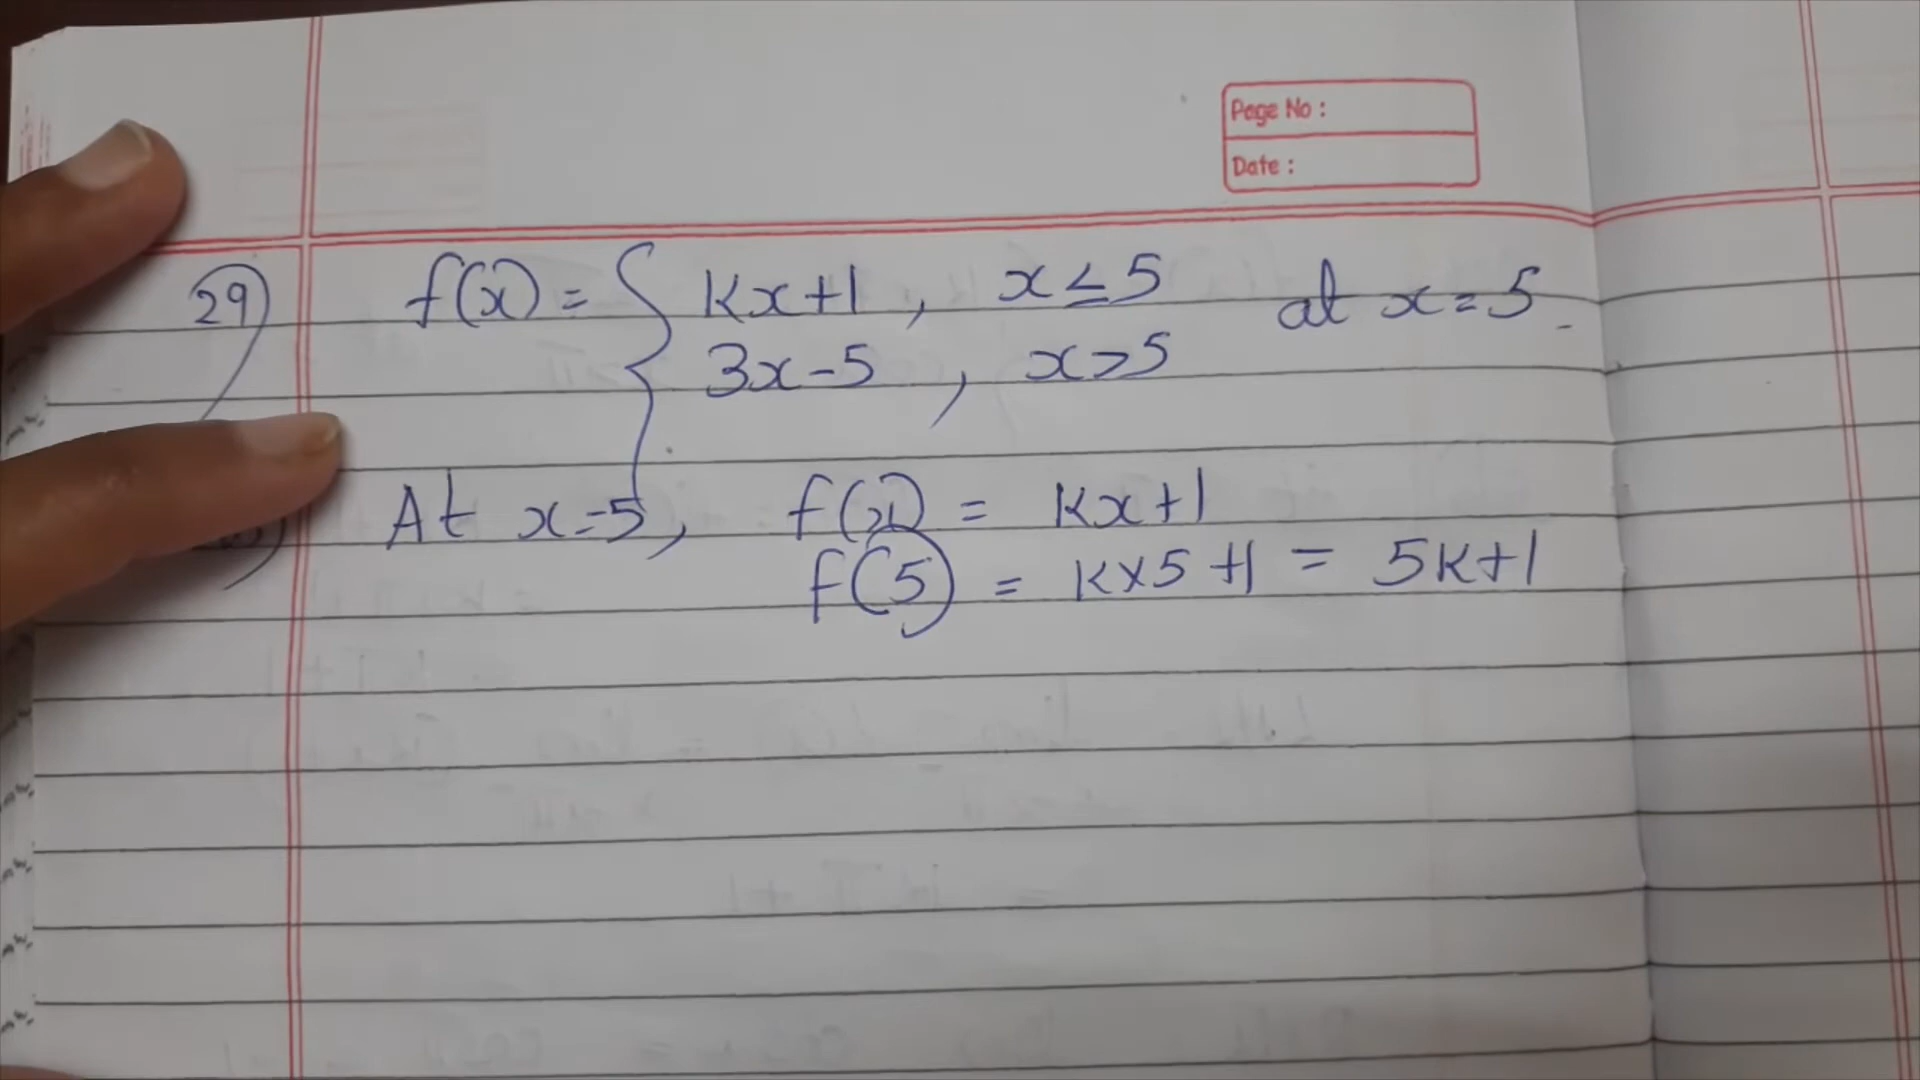 Page No :
Date :
29) f(x) = { kx+1 , x ≤ 5 at x = 5.
3x-5 , x>5
At x=5, f(x) = kx+1
f(5) = k×5+1 = 5k+1